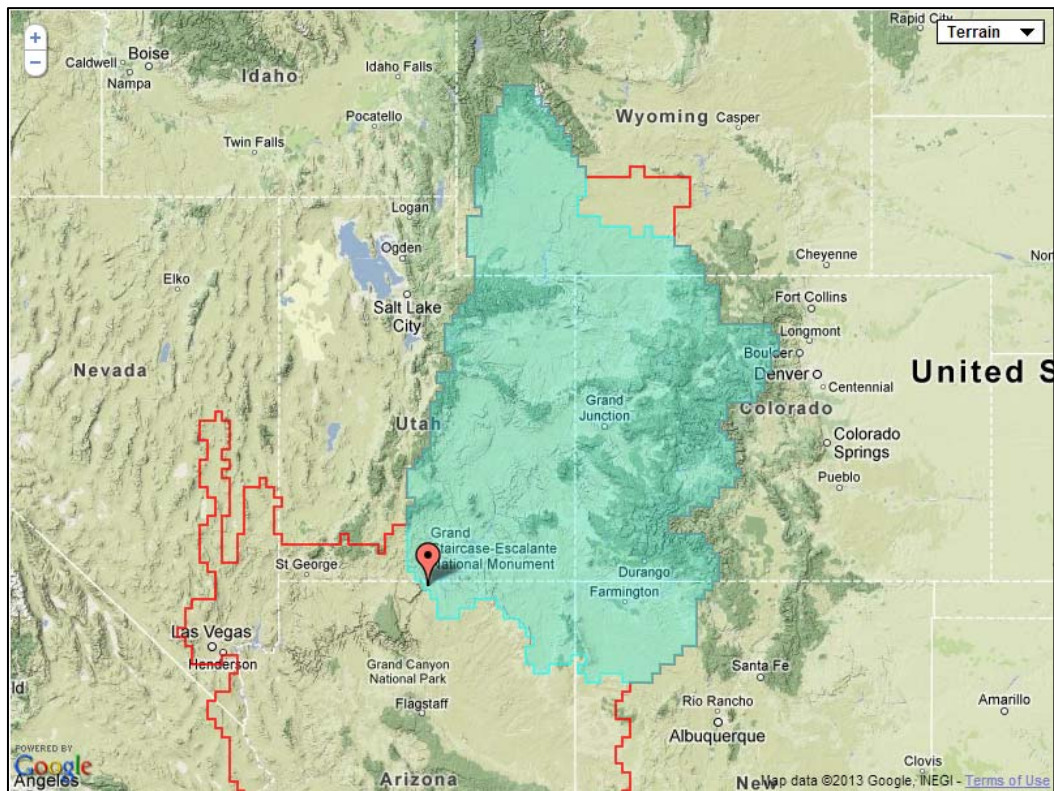 +
−
Terrain
Rapid City
Boise
Caldwell
Nampa
Idaho
Idaho Falls
Pocatello
Twin Falls
Wyoming
Casper
Logan
Ogden
Salt Lake
City
Elko
Nevada
Utah
Cheyenne
Fort Collins
Longmont
Boulder
Denver
Centennial
Colorado
Colorado
Springs
Pueblo
United S
Grand
Junction
Grand
Staircase-Escalante
National Monument
St George
Durango
Farmington
Las Vegas
Henderson
Grand Canyon
National Park
Flagstaff
Santa Fe
Rio Rancho
Albuquerque
Amarillo
Clovis
Arizona
New
POWERED BY
Google
Angeles
Map data ©2013 Google, INEGI - Terms of Use